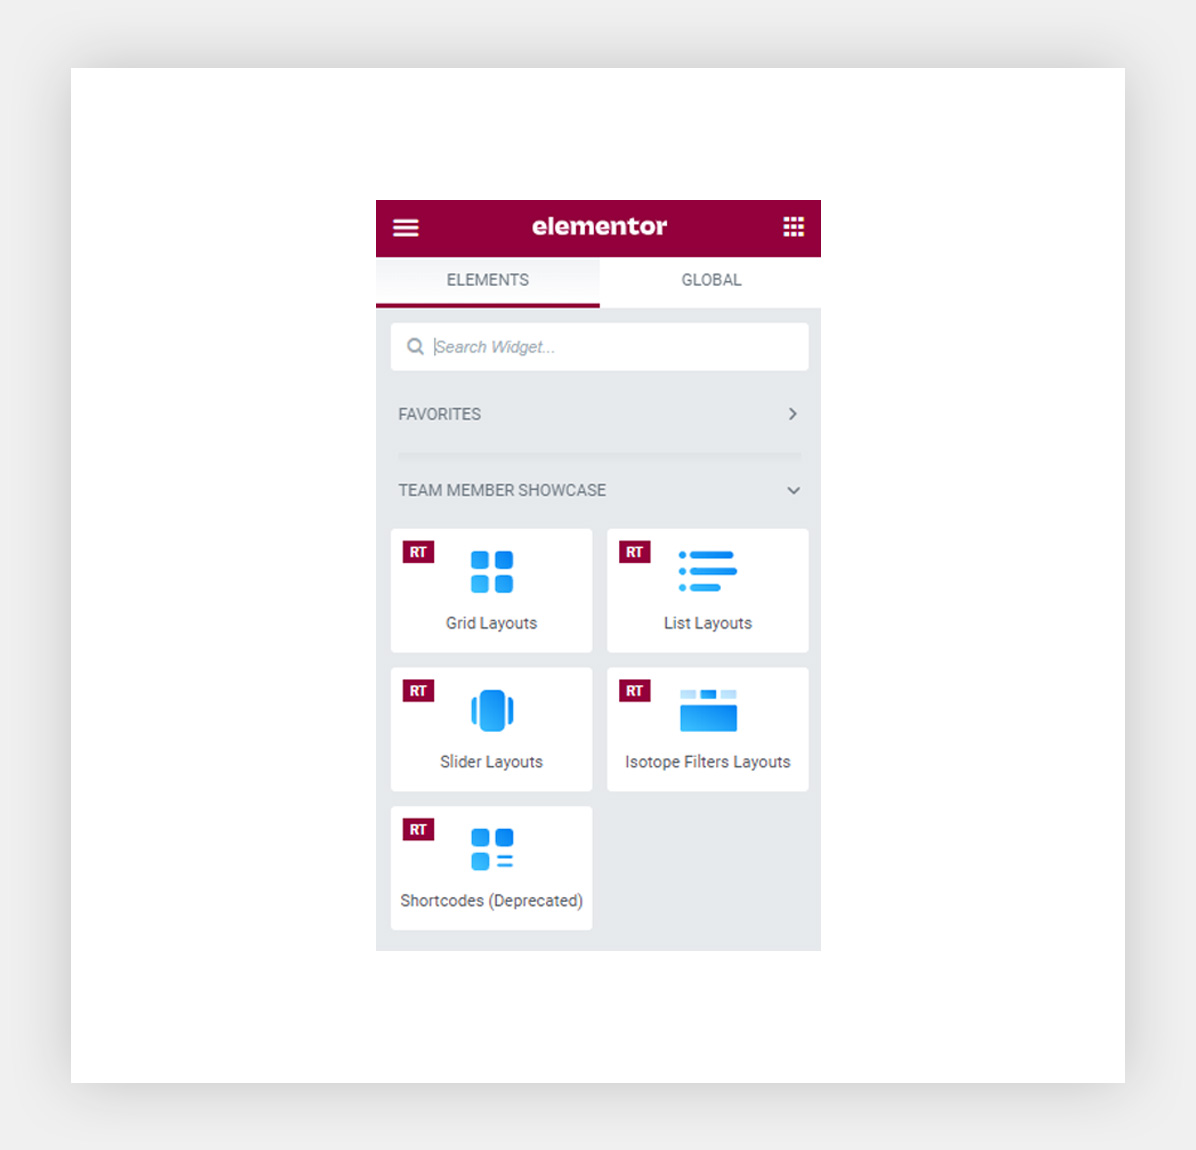 elementor
ELEMENTS
GLOBAL
Search Widget...
FAVORITES
TEAM MEMBER SHOWCASE
RT
Grid Layouts
RT
List Layouts
RT
Slider Layouts
RT
Isotope Filters Layouts
RT
Shortcodes (Deprecated)